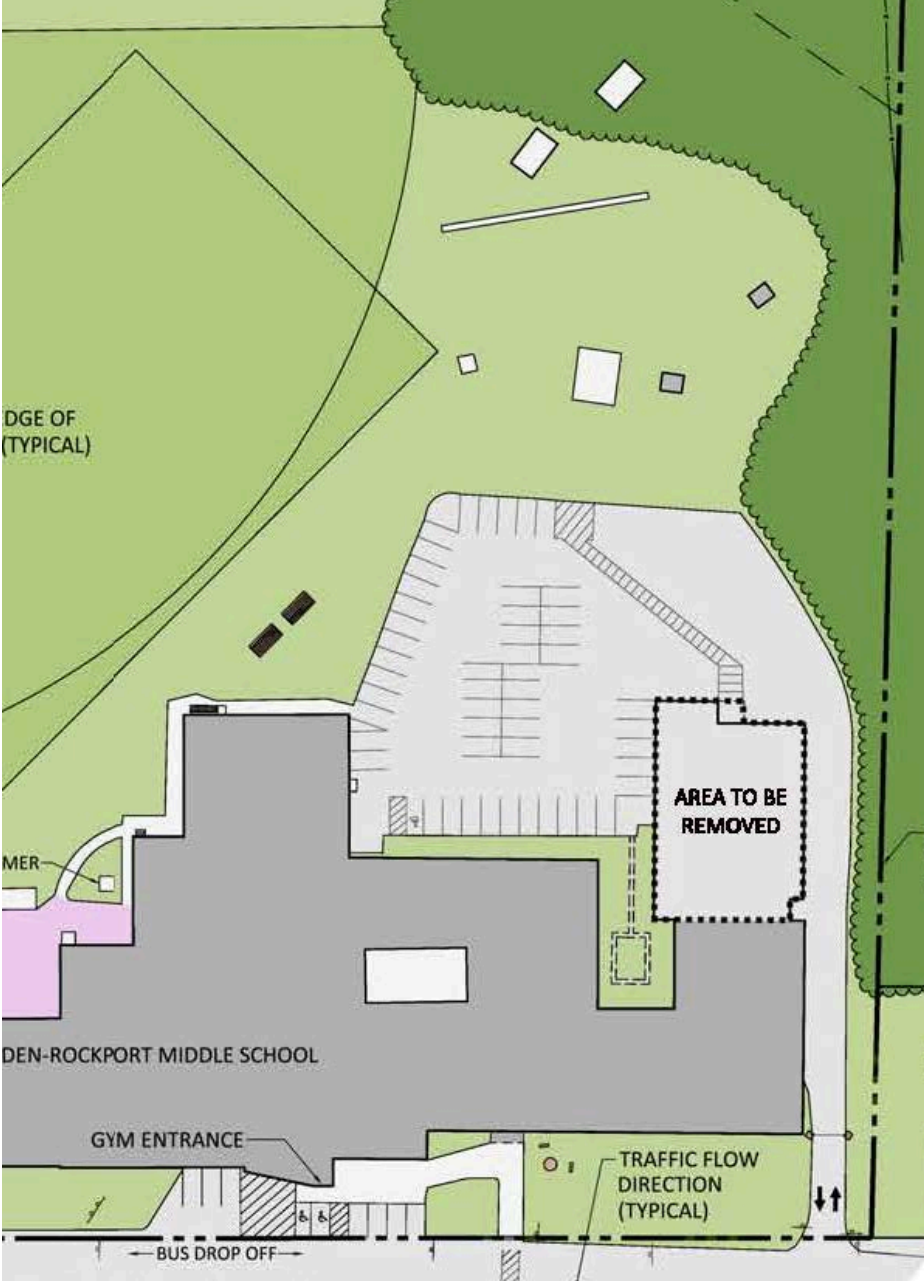 DGE OF
(TYPICAL)
AREA TO BE
REMOVED
MER
DEN-ROCKPORT MIDDLE SCHOOL
GYM ENTRANCE
TRAFFIC FLOW
DIRECTION
(TYPICAL)
BUS DROP OFF